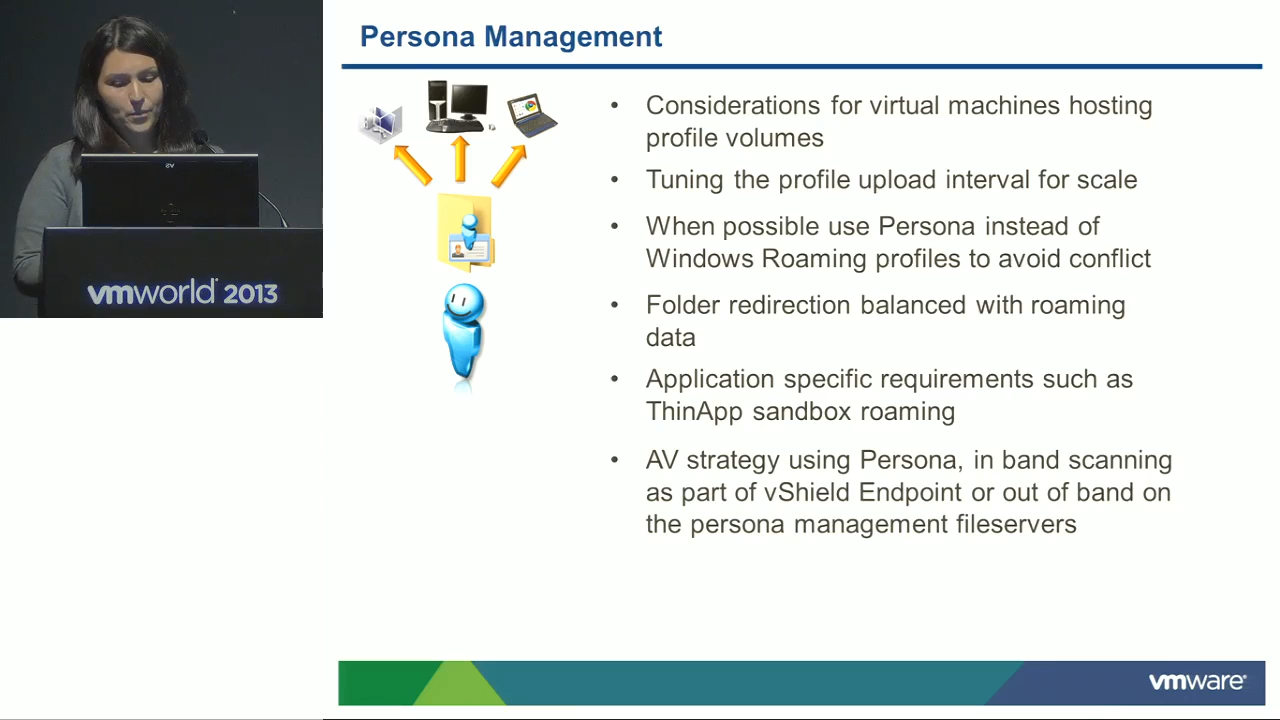 Persona Management
• Considerations for virtual machines hosting
profile volumes
• Tuning the profile upload interval for scale
• When possible use Persona instead of
Windows Roaming profiles to avoid conflict
• Folder redirection balanced with roaming
data
• Application specific requirements such as
ThinApp sandbox roaming
• AV strategy using Persona, in band scanning
as part of vShield Endpoint or out of band on
the persona management fileservers
vmworld 2013
vmware